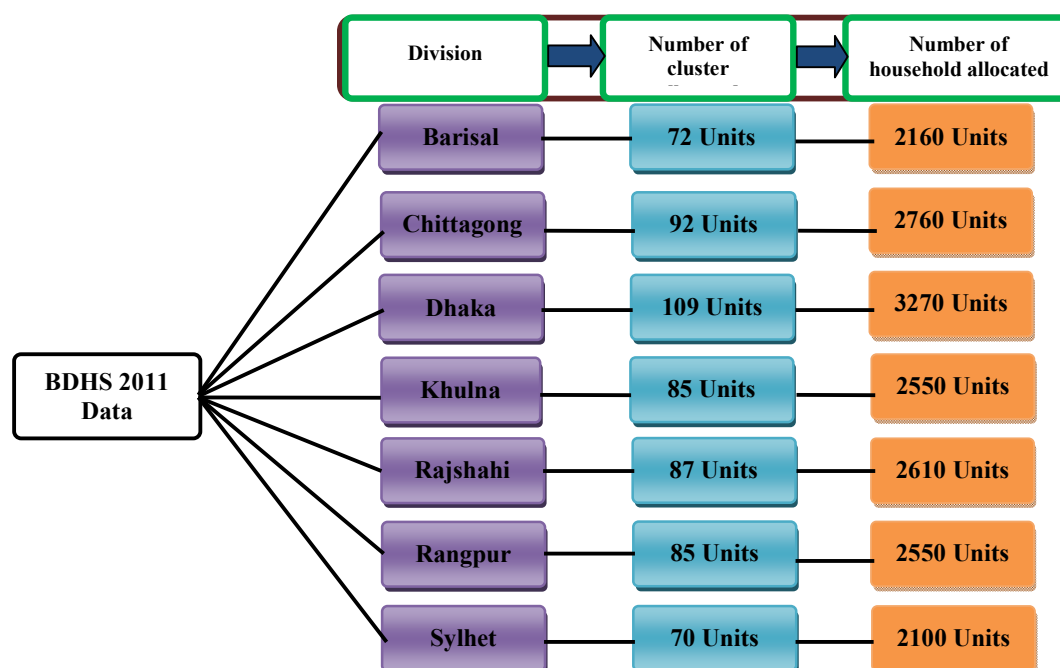 Division
Number of
cluster
Number of
household allocated
Barisal
72 Units
2160 Units
Chittagong
92 Units
2760 Units
Dhaka
109 Units
3270 Units
BDHS 2011
Data
Khulna
85 Units
2550 Units
Rajshahi
87 Units
2610 Units
Rangpur
85 Units
2550 Units
Sylhet
70 Units
2100 Units